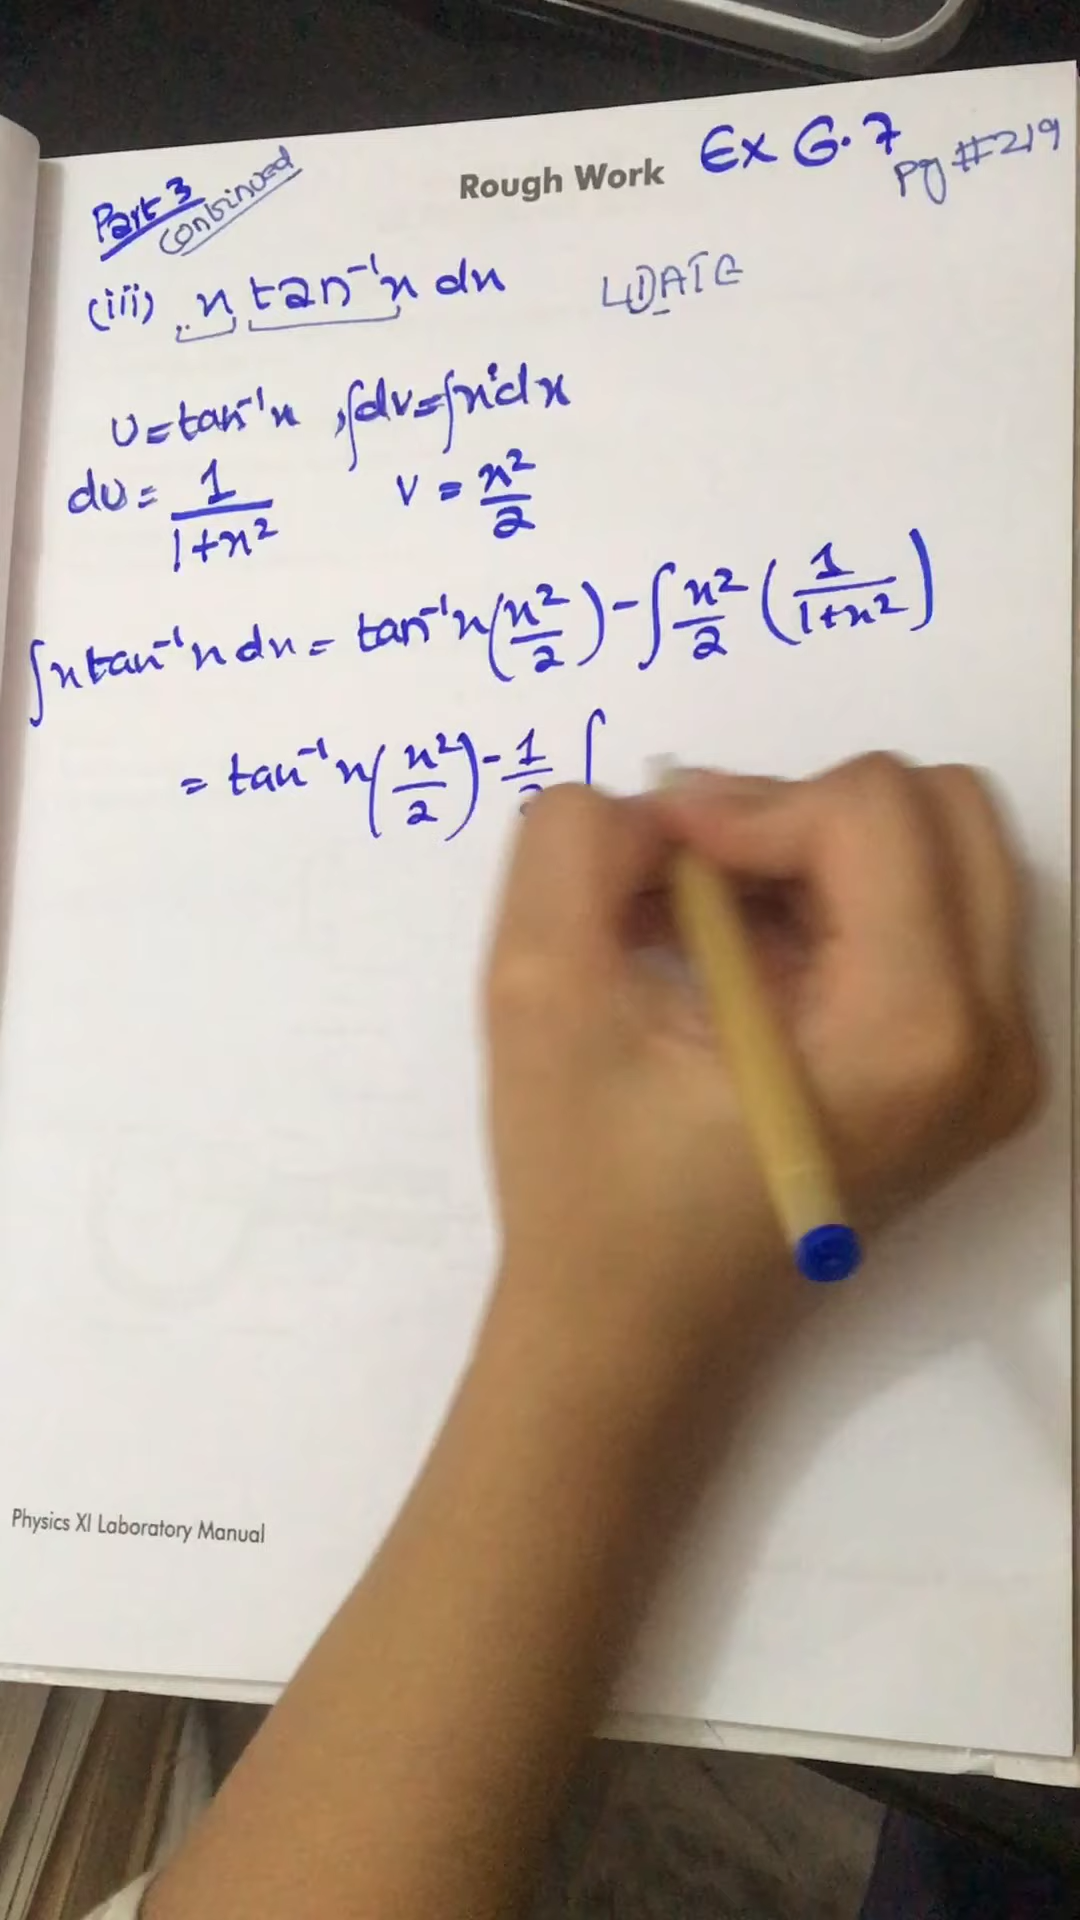 Part 3
Continued
Rough Work
Ex 6.7
Pg #219
(iii) x tan⁻¹x dx
LIATE
U = tan⁻¹x , ∫dv = ∫x¹dx
du = 1/1+x²
v = x²/2
∫x tan⁻¹x dx = tan⁻¹x(x²/2) - ∫x²/2 (1/1+x²)
= tan⁻¹x(x²/2) - 1/2 ∫
Physics XI Laboratory Manual